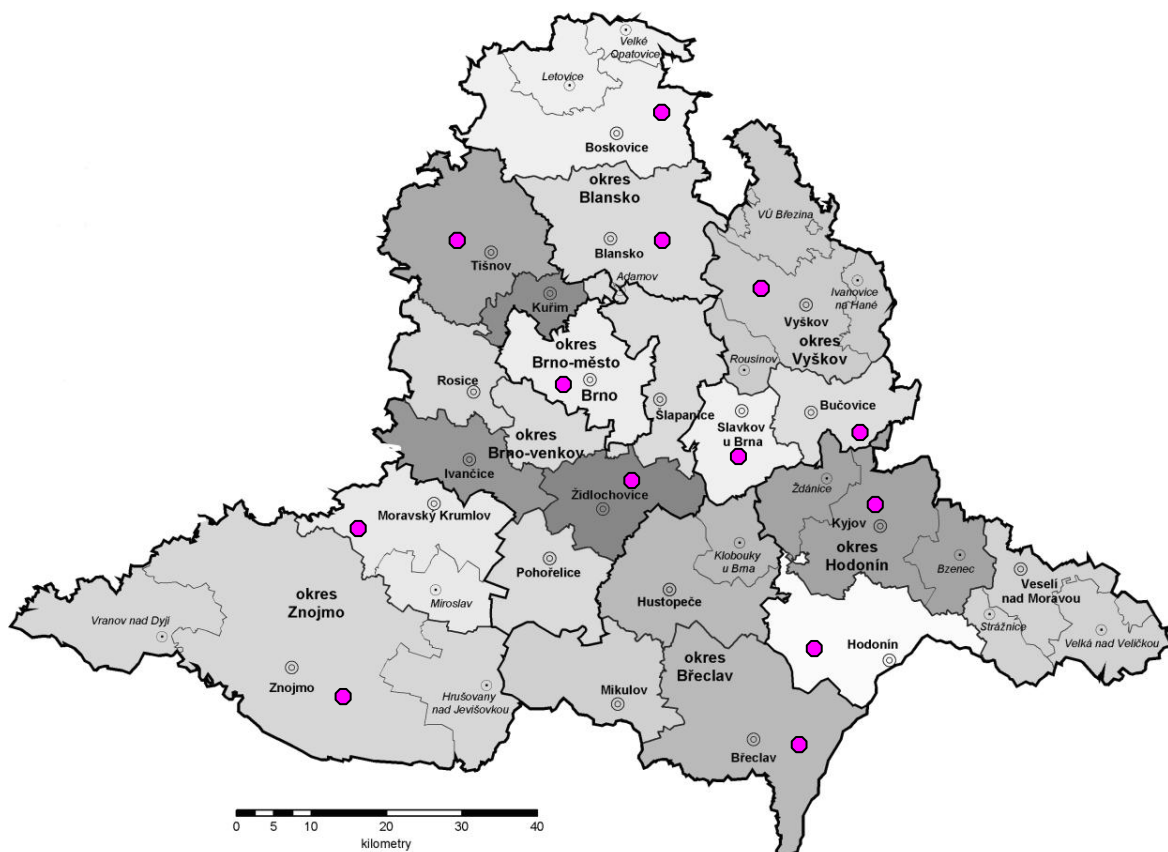 Velké
Opatovice
Letovice
Boskovice
okres
Blansko
VÚ Březina
Tišnov
Blansko
Adamov
Ivanovice
na Hané
Kuřim
Vyškov
okres
Vyškov
okres
Brno-město
Rousínov
Rosice
Brno
Šlapanice
Bučovice
Slavkov
u Brna
okres
Brno-venkov
Ivančice
Ždánice
Židlochovice
Moravský Krumlov
Kyjov
okres
Hodonín
Klobouky
u Brna
Bzenec
Pohořelice
Veselí
nad Moravou
okres
Znojmo
Miroslav
Hustopeče
Strážnice
Vranov nad Dyjí
Velká nad Veličkou
Hodonín
okres
Břeclav
Znojmo
Hrušovany
nad Jevišovkou
Mikulov
Břeclav
0 5 10 20 30 40
kilometry